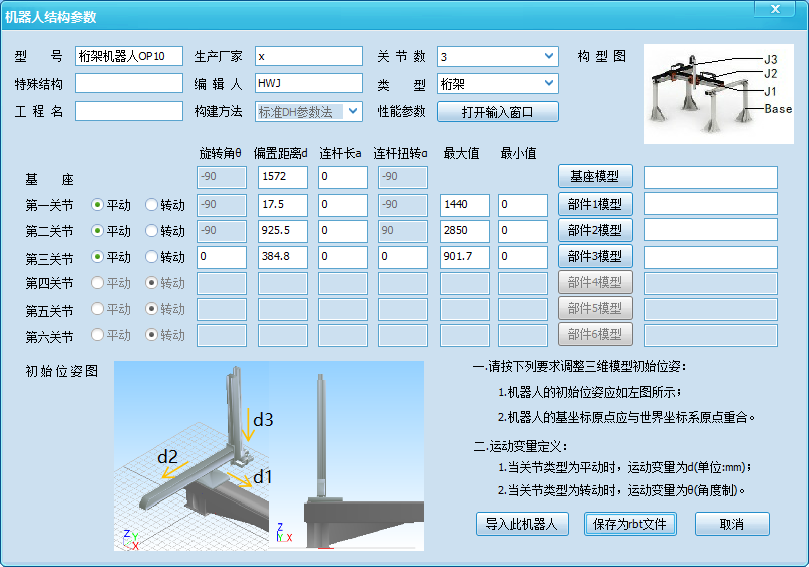 机器人结构参数
x
型 号 桁架机器人OP10 生产厂家 x 关 节 数 3 构 型 图
特殊结构 编 辑 人 HWJ 类 型 桁架
工 程 名 构建方法 标准DH参数法 性能参数 打开输入窗口
J3
J2
J1
Base
旋转角θ 偏置距离d 连杆长a 连杆扭转α 最大值 最小值
基 座 -90 1572 0 -90 基座模型
第一关节 平动 转动 -90 17.5 0 -90 1440 0 部件1模型
第二关节 平动 转动 -90 925.5 0 90 2850 0 部件2模型
第三关节 平动 转动 0 384.8 0 0 901.7 0 部件3模型
第四关节 平动 转动 部件4模型
第五关节 平动 转动 部件5模型
第六关节 平动 转动 部件6模型
初始位姿图
d3
d2
d1
Z
Y
X
Z
Y X
一.请按下列要求调整三维模型初始位姿：
1.机器人的初始位姿应如左图所示；
2.机器人的基坐标原点应与世界坐标系原点重合。
二.运动变量定义：
1.当关节类型为平动时，运动变量为d(单位:mm)；
2.当关节类型为转动时，运动变量为θ(角度制)。
导入此机器人 保存为rbt文件 取消